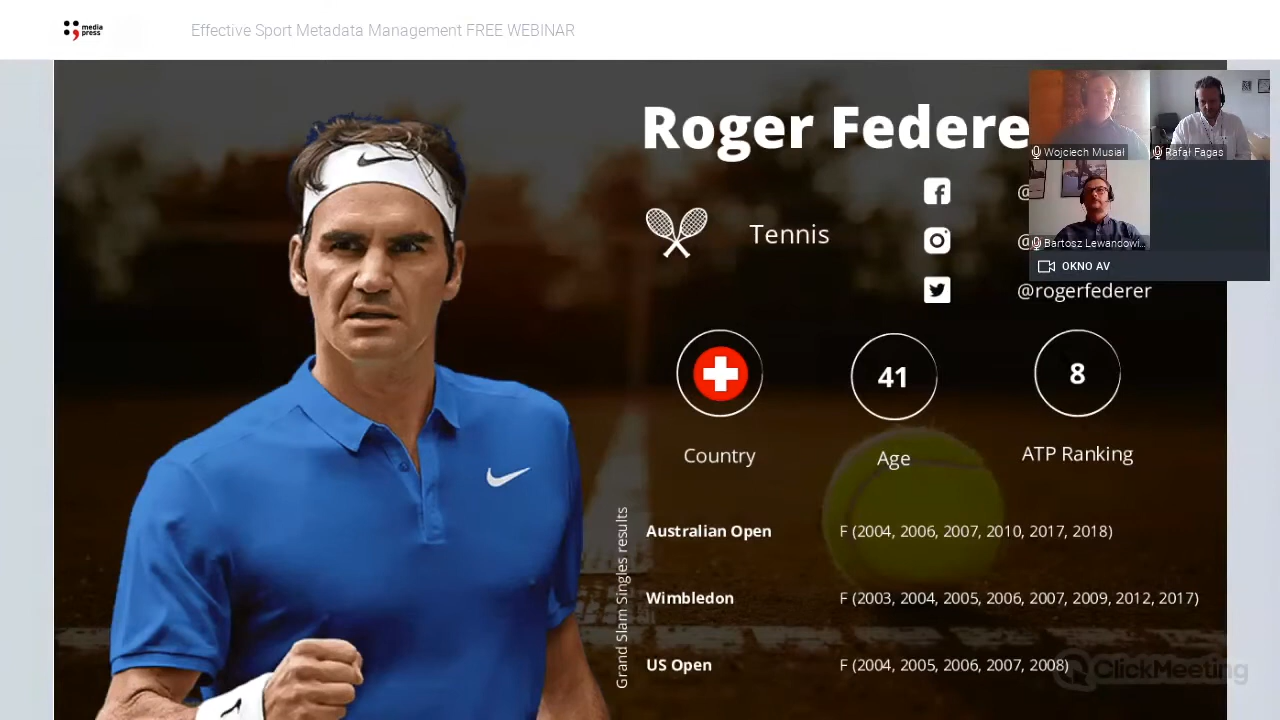 media
press
Effective Sport Metadata Management FREE WEBINAR
Roger Federe
Wojciech Musiał
Rafał Fagas
Tennis
@
@
Bartosz Lewandowi...
OKNO AV
@rogerfederer
41
8
Country
Age
ATP Ranking
Grand Slam Singles results
Australian Open F (2004, 2006, 2007, 2010, 2017, 2018)
Wimbledon F (2003, 2004, 2005, 2006, 2007, 2009, 2012, 2017)
US Open F (2004, 2005, 2006, 2007, 2008)
ClickMeeting